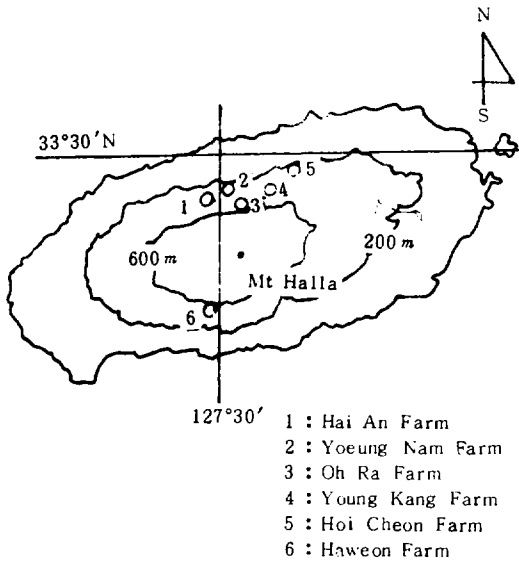 N
S
33°30′N
5
2
4
1
3
200 m
600 m
Mt Halla
6
127°30′
1 : Hai An Farm
2 : Yoeung Nam Farm
3 : Oh Ra Farm
4 : Young Kang Farm
5 : Hoi Cheon Farm
6 : Haweon Farm